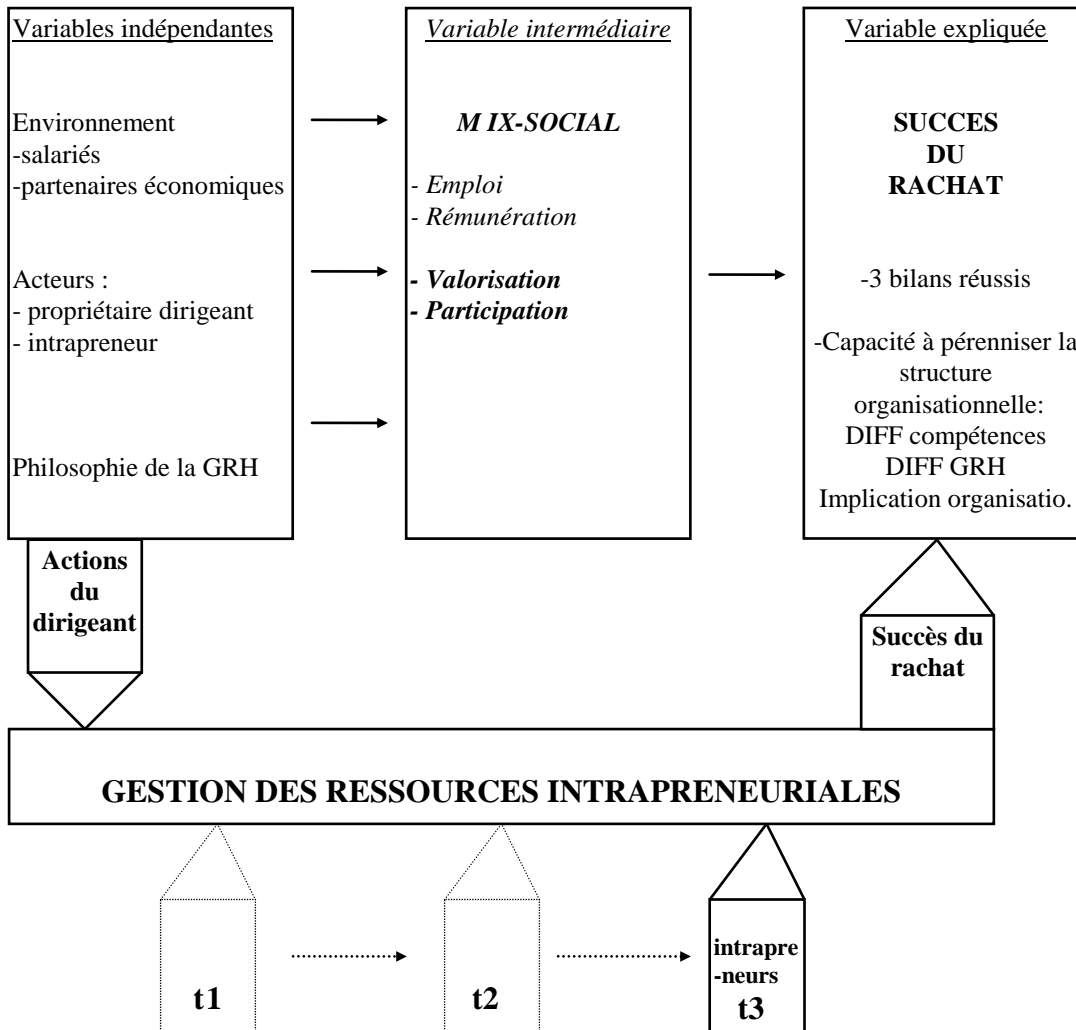 Variables indépendantes
Environnement
-salariés
-partenaires économiques
Acteurs :
- propriétaire dirigeant
- intrapreneur
Philosophie de la GRH
Variable intermédiaire
M IX-SOCIAL
- Emploi
- Rémunération
- Valorisation
- Participation
Variable expliquée
SUCCES
DU
RACHAT
-3 bilans réussis
-Capacité à pérenniser la
structure
organisationnelle:
DIFF compétences
DIFF GRH
Implication organisatio.
Actions
du
dirigeant
Succès du
rachat
GESTION DES RESSOURCES INTRAPRENEURIALES
t1
t2
intrapre
-neurs
t3